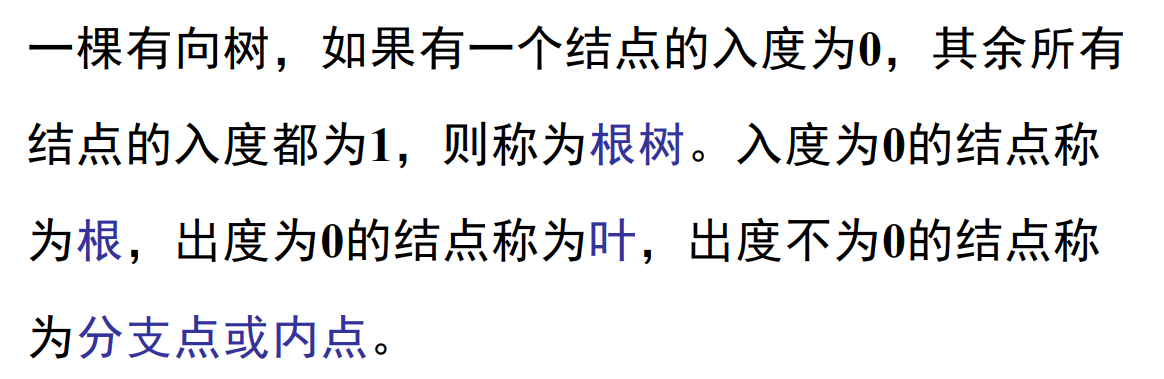 一棵有向树，如果有一个结点的入度为0，其余所有
结点的入度都为1，则称为根树。入度为0的结点称
为根，出度为0的结点称为叶，出度不为0的结点称
为分支点或内点。